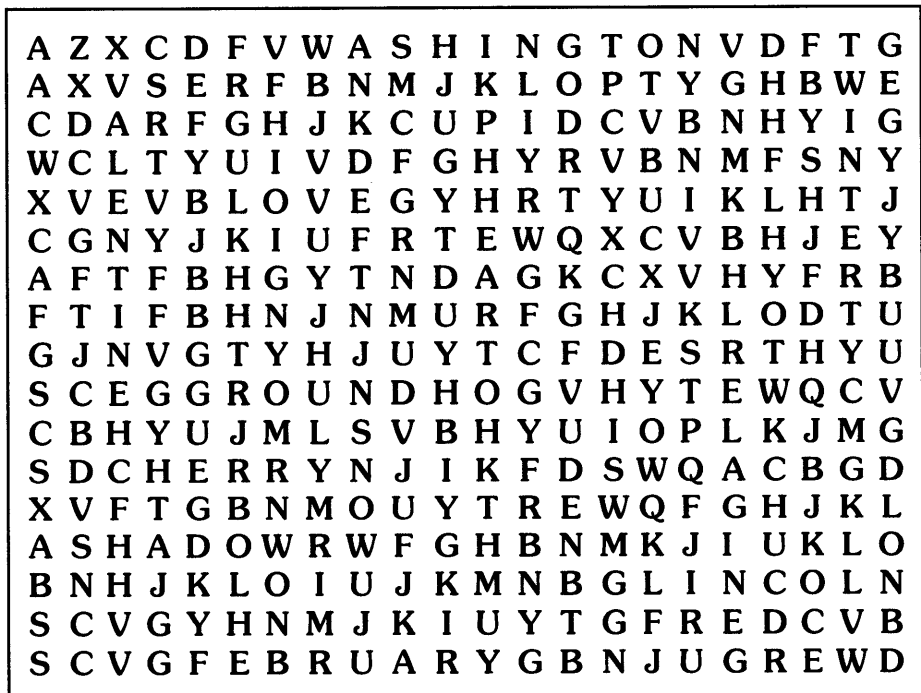 A Z X C D F V W A S H I N G T O N V D F T G
A X V S E R F B N M J K L O P T Y G H B W E
C D A R F G H J K C U P I D C V B N H Y I G
W C L T Y U I V D F G H Y R V B N M F S N Y
X V E V B L O V E G Y H R T Y U I K L H T J
C G N Y J K I U F R T E W Q X C V B H J E Y
A F T F B H G Y T N D A G K C X V H Y F R B
F T I F B H N J N M U R F G H J K L O D T U
G J N V G T Y H J U Y T C F D E S R T H Y U
S C E G G R O U N D H O G V H Y T E W Q C V
C B H Y U J M L S V B H Y U I O P L K J M G
S D C H E R R Y N J I K F D S W Q A C B G D
X V F T G B N M O U Y T R E W Q F G H J K L
A S H A D O W R W F G H B N M K J I U K L O
B N H J K L O I U J K M N B G L I N C O L N
S C V G Y H N M J K I U Y T G F R E D C V B
S C V G F E B R U A R Y G B N J U G R E W D